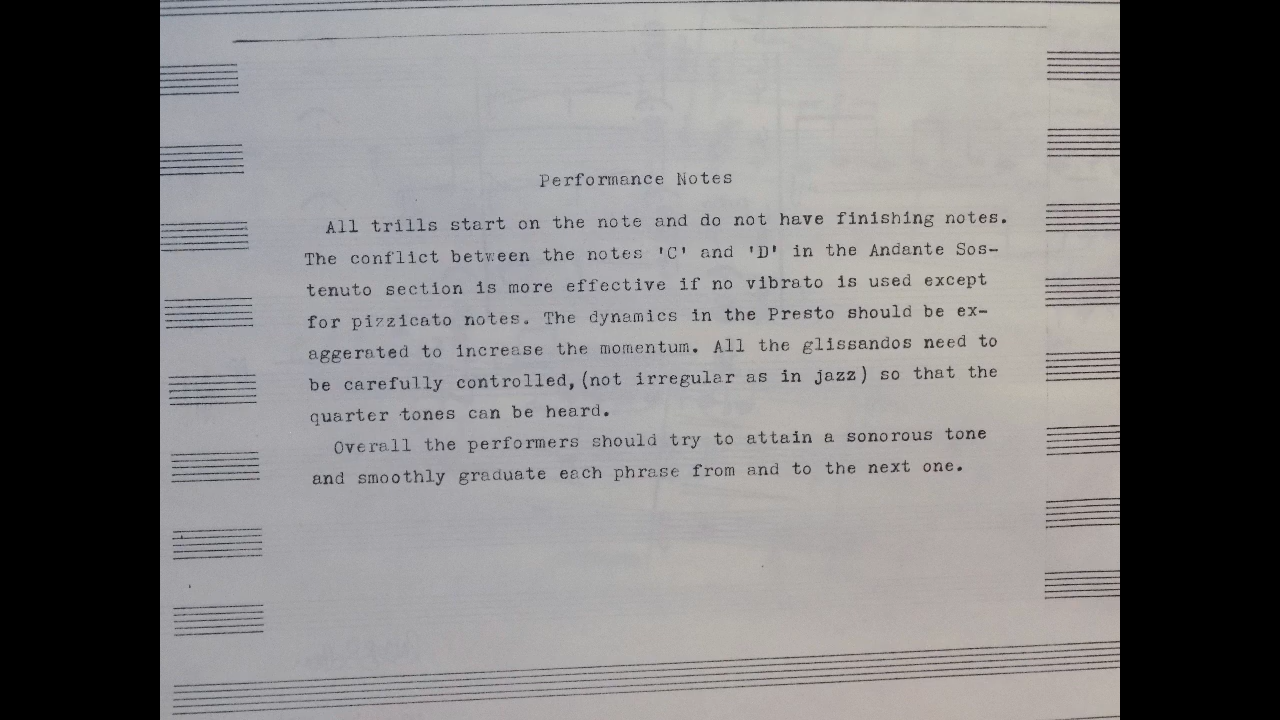 Performance Notes
All trills start on the note and do not have finishing notes.
The conflict between the notes 'C' and 'D' in the Andante Sos-
tenuto section is more effective if no vibrato is used except
for pizzicato notes. The dynamics in the Presto should be ex-
aggerated to increase the momentum. All the glissandos need to
be carefully controlled,(not irregular as in jazz) so that the
quarter tones can be heard.
Overall the performers should try to attain a sonorous tone
and smoothly graduate each phrase from and to the next one.